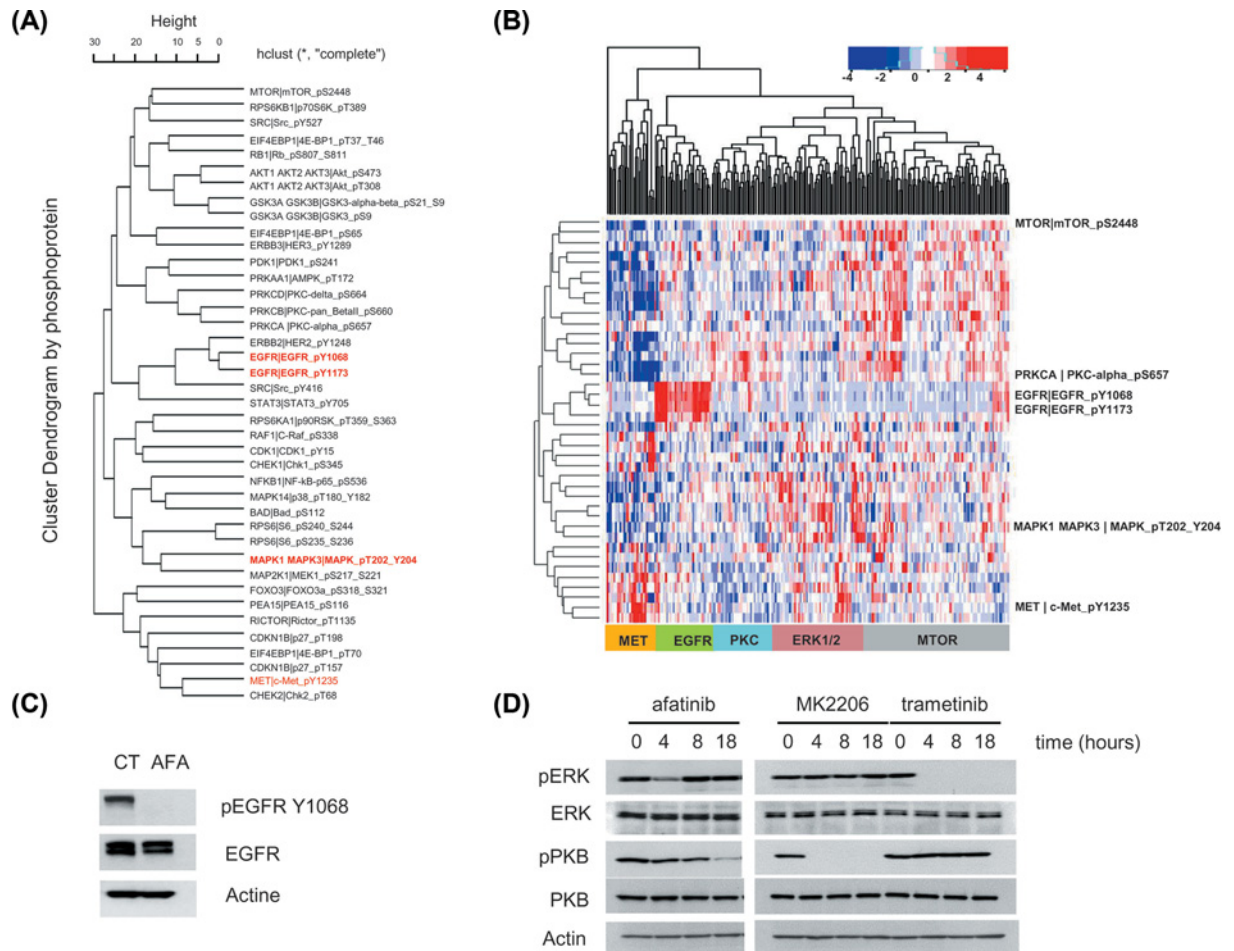 (A)
Height
30 20 10 5 0
hclust (*, "complete")
Cluster Dendrogram by phosphoprotein
MTOR|mTOR_pS2448
RPS6KB1|p70S6K_pT389
SRC|Src_pY527
EIF4EBP1|4E-BP1_pT37_T46
RB1|Rb_pS807_S811
AKT1 AKT2 AKT3|Akt_pS473
AKT1 AKT2 AKT3|Akt_pT308
GSK3A GSK3B|GSK3-alpha-beta_pS21_S9
GSK3A GSK3B|GSK3_pS9
EIF4EBP1|4E-BP1_pS65
ERBB3|HER3_pY1289
PDK1|PDK1_pS241
PRKAA1|AMPK_pT172
PRKCD|PKC-delta_pS664
PRKCB|PKC-pan_BetaII_pS660
PRKCA |PKC-alpha_pS657
ERBB2|HER2_pY1248
EGFR|EGFR_pY1068
EGFR|EGFR_pY1173
SRC|Src_pY416
STAT3|STAT3_pY705
RPS6KA1|p90RSK_pT359_S363
RAF1|C-Raf_pS338
CDK1|CDK1_pY15
CHEK1|Chk1_pS345
NFKB1|NF-kB-p65_pS536
MAPK14|p38_pT180_Y182
BAD|Bad_pS112
RPS6|S6_pS240_S244
RPS6|S6_pS235_S236
MAPK1 MAPK3|MAPK_pT202_Y204
MAP2K1|MEK1_pS217_S221
FOXO3|FOXO3a_pS318_S321
PEA15|PEA15_pS116
RICTOR|Rictor_pT1135
CDKN1B|p27_pT198
EIF4EBP1|4E-BP1_pT70
CDKN1B|p27_pT157
MET|c-Met_pY1235
CHEK2|Chk2_pT68
(B)
-4 -2 0 2 4
MTOR|mTOR_pS2448
PRKCA | PKC-alpha_pS657
EGFR|EGFR_pY1068
EGFR|EGFR_pY1173
MAPK1 MAPK3 | MAPK_pT202_Y204
MET | c-Met_pY1235
MET EGFR PKC ERK1/2 MTOR
(C)
CT AFA
pEGFR Y1068
EGFR
Actine
(D)
afatinib MK2206 trametinib
0 4 8 18 0 4 8 18 0 4 8 18 time (hours)
pERK
ERK
pPKB
PKB
Actin